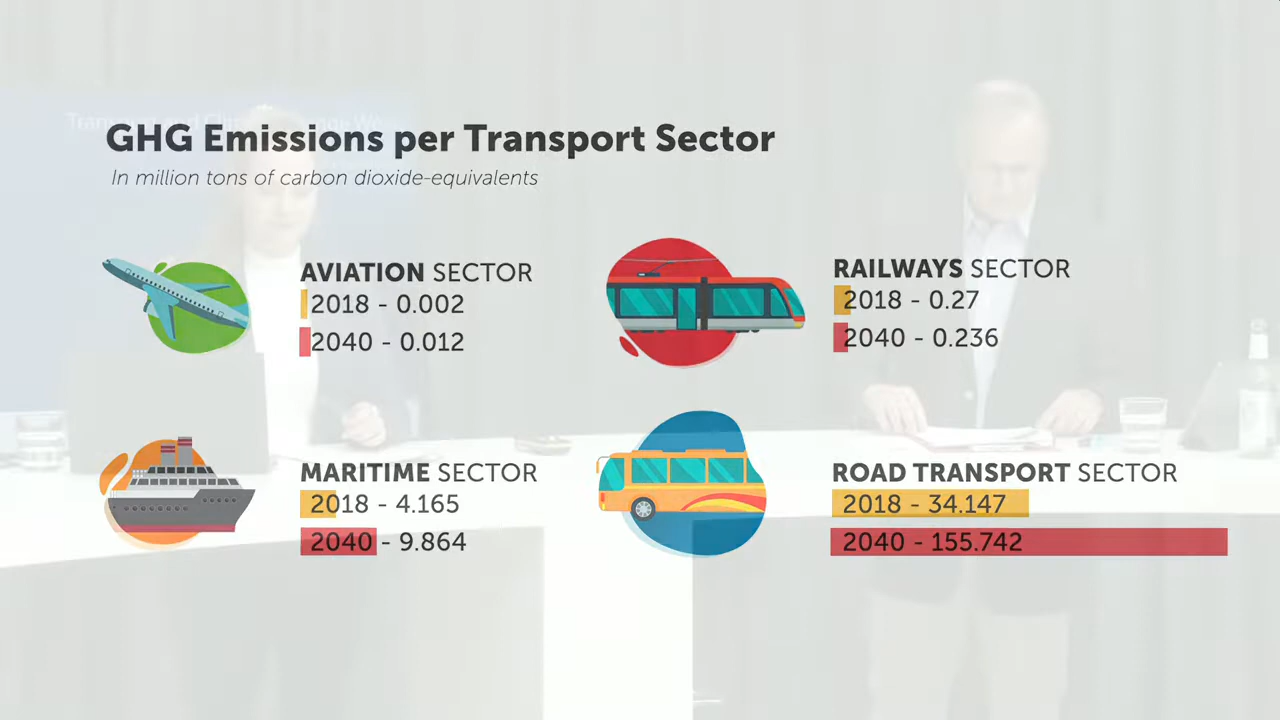 GHG Emissions per Transport Sector
In million tons of carbon dioxide-equivalents
AVIATION SECTOR
2018 - 0.002
2040 - 0.012
RAILWAYS SECTOR
2018 - 0.27
2040 - 0.236
MARITIME SECTOR
2018 - 4.165
2040 - 9.864
ROAD TRANSPORT SECTOR
2018 - 34.147
2040 - 155.742